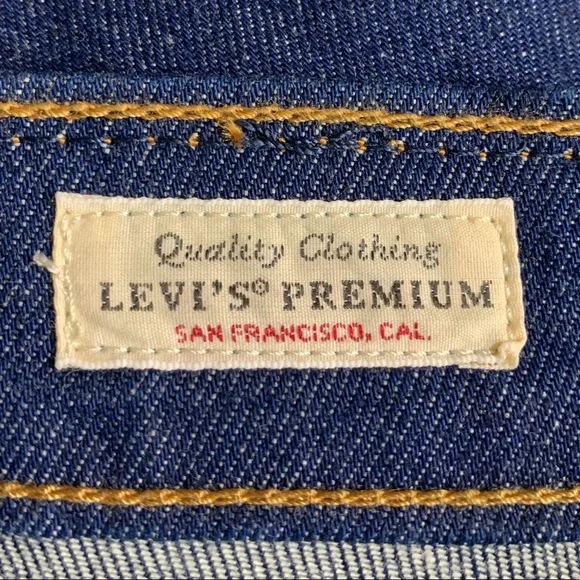 Quality Clothing
LEVI'S® PREMIUM
SAN FRANCISCO, CAL.